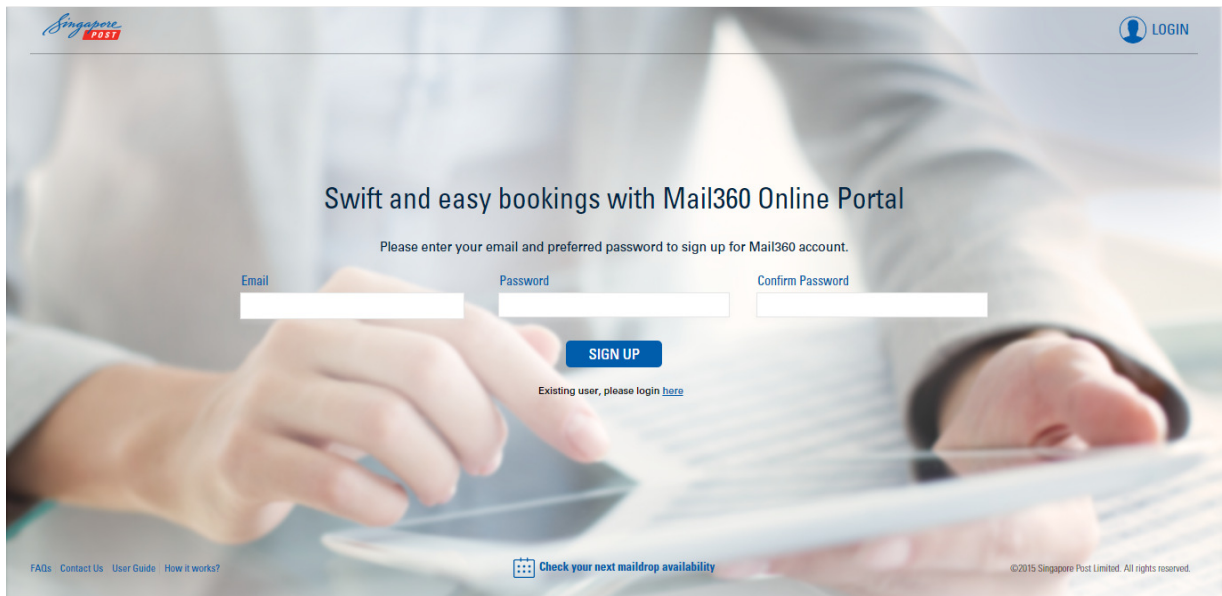 Singapore
POST
LOGIN
Swift and easy bookings with Mail360 Online Portal
Please enter your email and preferred password to sign up for Mail360 account.
Email Password Confirm Password
SIGN UP
Existing user, please login here
FAQs Contact Us User Guide How it works? Check your next maildrop availability ©2015 Singapore Post Limited. All rights reserved.